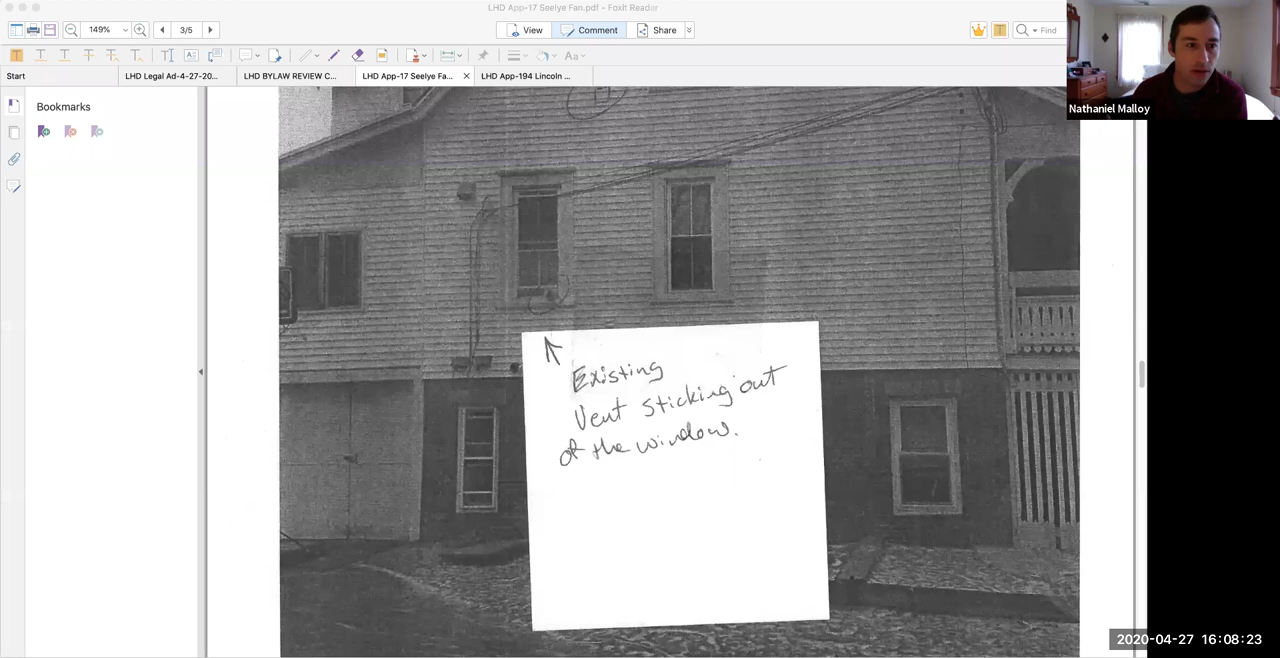 LHD App-17 Seelye Fan.pdf - Foxit Reader
149%
3/5
View
Comment
Share
Find
Aa
Start
LHD Legal Ad-4-27-20...
LHD BYLAW REVIEW C...
LHD App-17 Seelye Fa...
LHD App-194 Lincoln ...
Bookmarks
Nathaniel Malloy
Existing
Vent sticking out
of the window.
2020-04-27 16:08:23